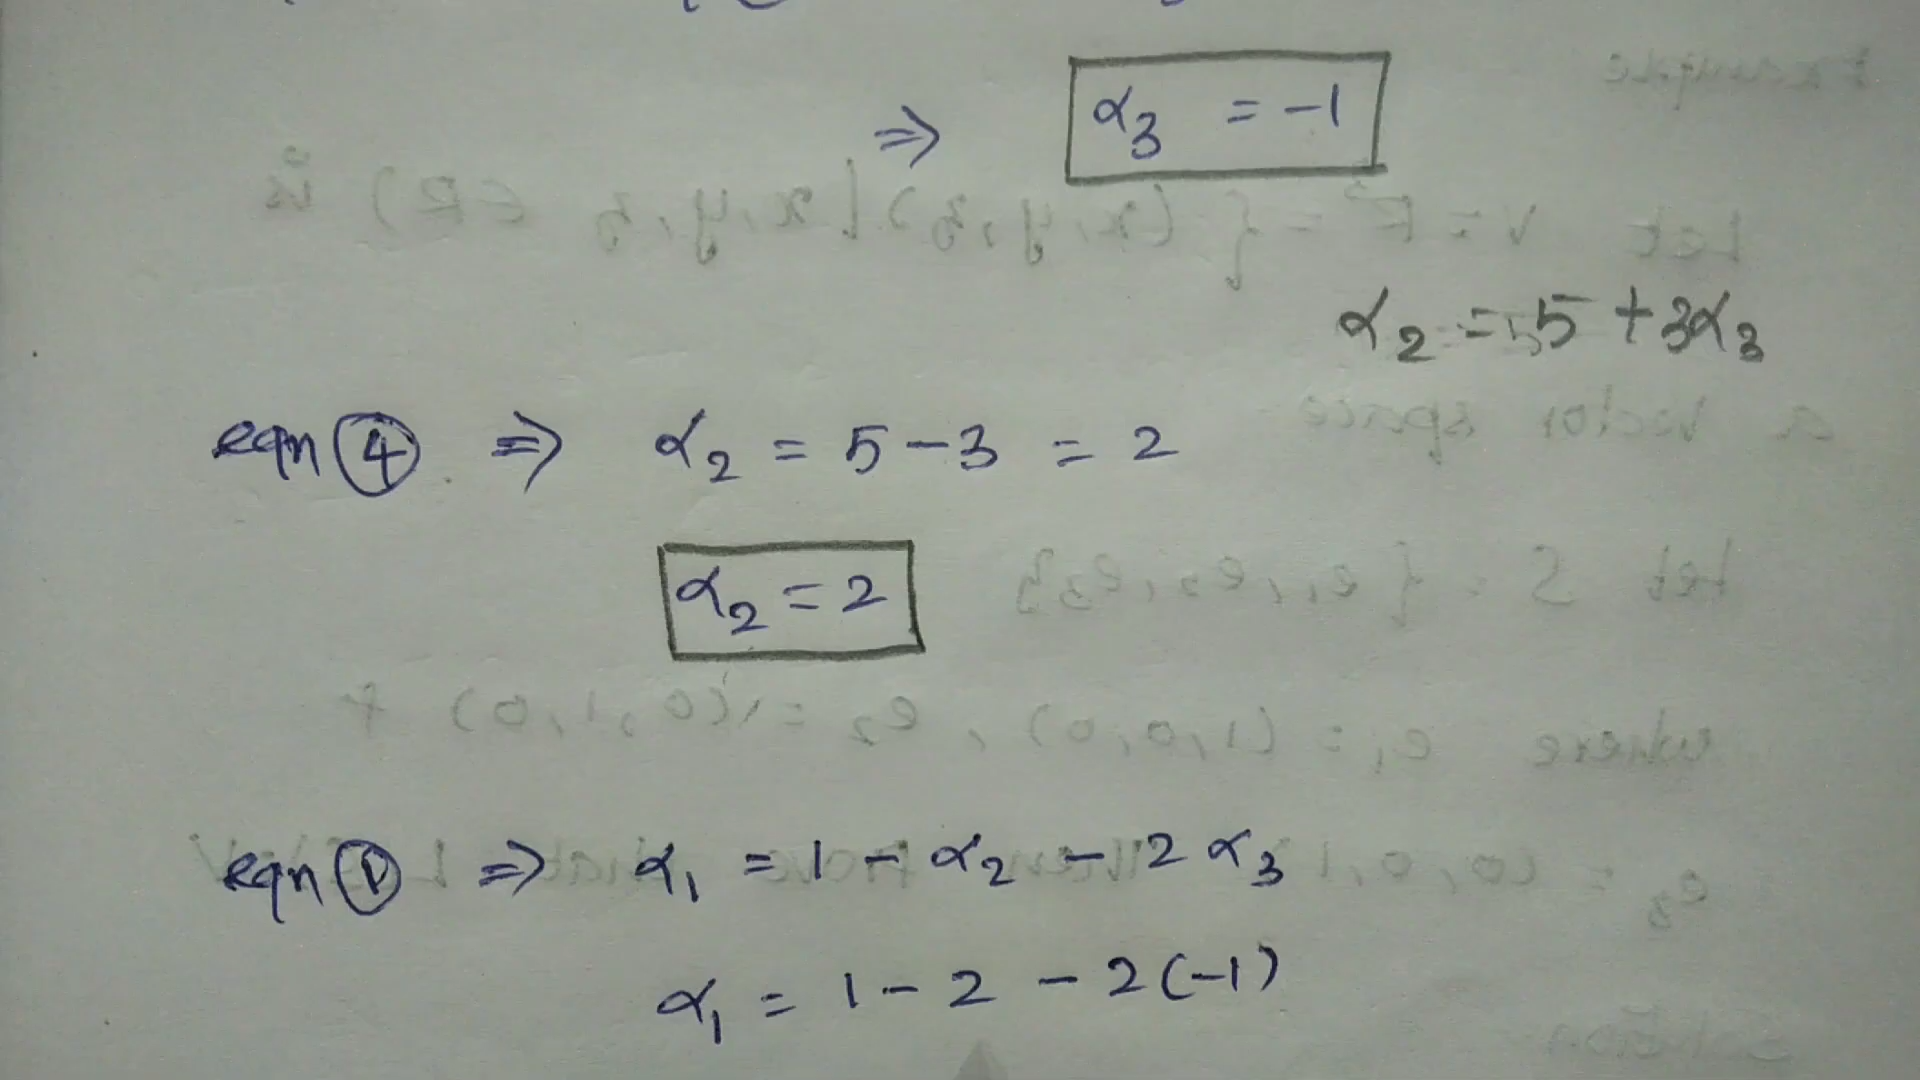 ⇒ α₃ = -1
α₂ = 5 + 3α₃
eqn ④ ⇒ α₂ = 5 - 3 = 2
α₂ = 2
eqn ① ⇒ α₁ = 1 - α₂ - 2α₃
α₁ = 1 - 2 - 2(-1)